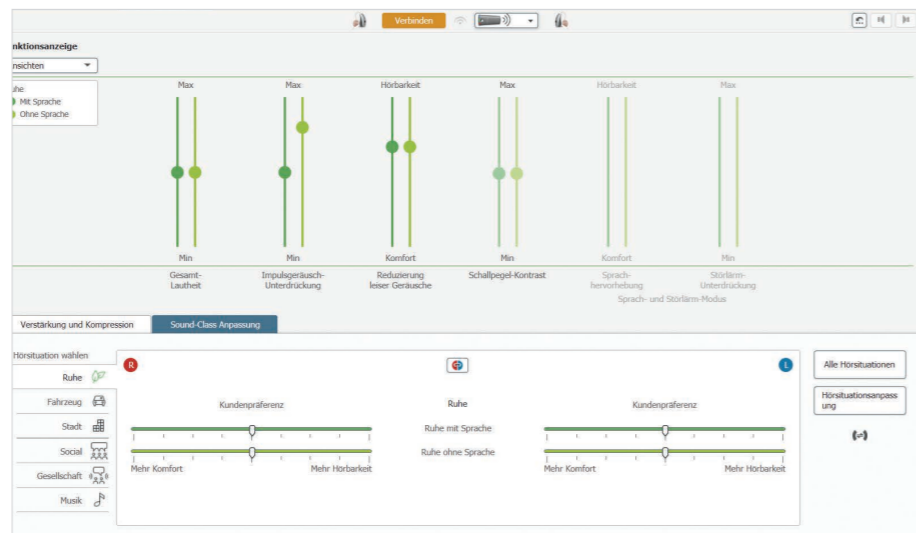 Verbinden
nktionsanzeige
nsichten
uhe
Mit Sprache
Ohne Sprache
Max
Max
Hörbarkeit
Max
Hörbarkeit
Max
Min
Min
Komfort
Min
Komfort
Min
Gesamt-
Lautheit
Impulsgeräusch-
Unterdrückung
Reduzierung
leiser Geräusche
Schallpegel-Kontrast
Sprach-
hervorhebung
Störlärm-
Unterdrückung
Sprach- und Störlärm-Modus
Verstärkung und Kompression
Sound-Class Anpassung
Hörsituation wählen
Ruhe
Fahrzeug
Stadt
Social
Gesellschaft
Musik
R
L
Kundenpräferenz
Ruhe
Kundenpräferenz
Ruhe mit Sprache
Ruhe ohne Sprache
Mehr Komfort
Mehr Hörbarkeit
Mehr Komfort
Mehr Hörbarkeit
Alle Hörsituationen
Hörsituationsanpass
ung